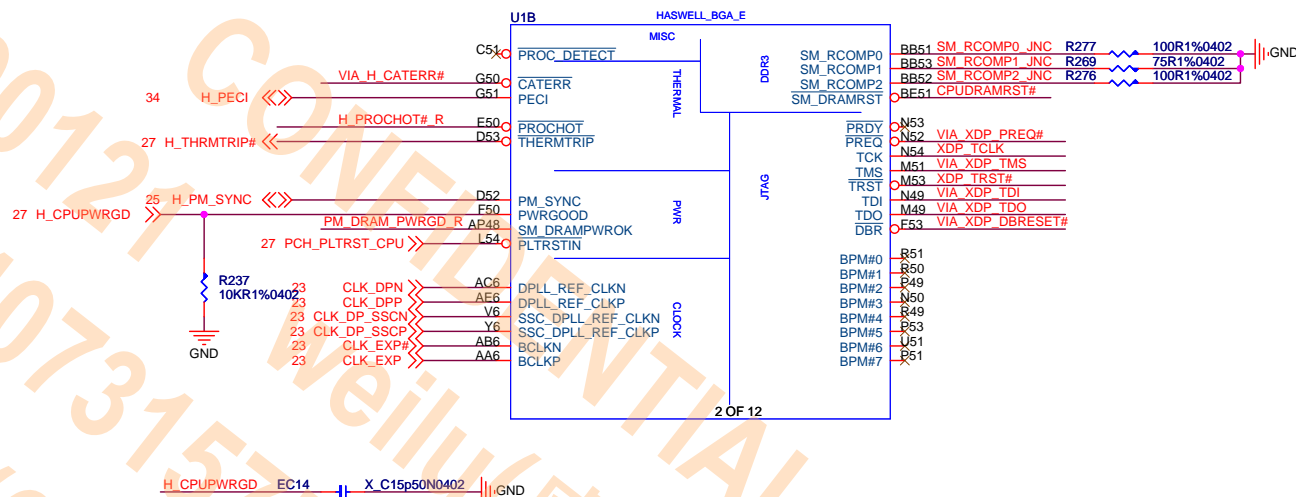 U1B
HASWELL_BGA_E
MISC
THERMAL
DDR3
PWR
JTAG
CLOCK
C51 PROC_DETECT
VIA_H_CATERR# G50 CATERR
34 H_PECI G51 PECI
H_PROCHOT#_R E50 PROCHOT
27 H_THRMTRIP# D53 THERMTRIP
25 H_PM_SYNC D52 PM_SYNC
27 H_CPUPWRGD F50 PWRGOOD
PM_DRAM_PWRGD_R AP48 SM_DRAMPWROK
27 PCH_PLTRST_CPU L54 PLTRSTIN
R237
10KR1%0402
GND
23 CLK_DPN AC6 DPLL_REF_CLKN
23 CLK_DPP AE6 DPLL_REF_CLKP
23 CLK_DP_SSCN V6 SSC_DPLL_REF_CLKN
23 CLK_DP_SSCP Y6 SSC_DPLL_REF_CLKP
23 CLK_EXP# AB6 BCLKN
23 CLK_EXP AA6 BCLKP
SM_RCOMP0 BB51 SM_RCOMP0_JNC R277 100R1%0402 GND
SM_RCOMP1 BB53 SM_RCOMP1_JNC R269 75R1%0402
SM_RCOMP2 BB52 SM_RCOMP2_JNC R276 100R1%0402
SM_DRAMRST BE51 CPUDRAMRST#
PRDY N53
PREQ N52 VIA_XDP_PREQ#
TCK N54 XDP_TCLK
TMS M51 VIA_XDP_TMS
TRST M53 XDP_TRST#
TDI N49 VIA_XDP_TDI
TDO M49 VIA_XDP_TDO
DBR F53 VIA_XDP_DBRESET#
BPM#0 R51
BPM#1 R50
BPM#2 P49
BPM#3 N50
BPM#4 R49
BPM#5 P53
BPM#6 U51
BPM#7 P51
2 OF 12
H_CPUPWRGD EC14 X_C15p50N0402 GND
CONFIDENTIAL